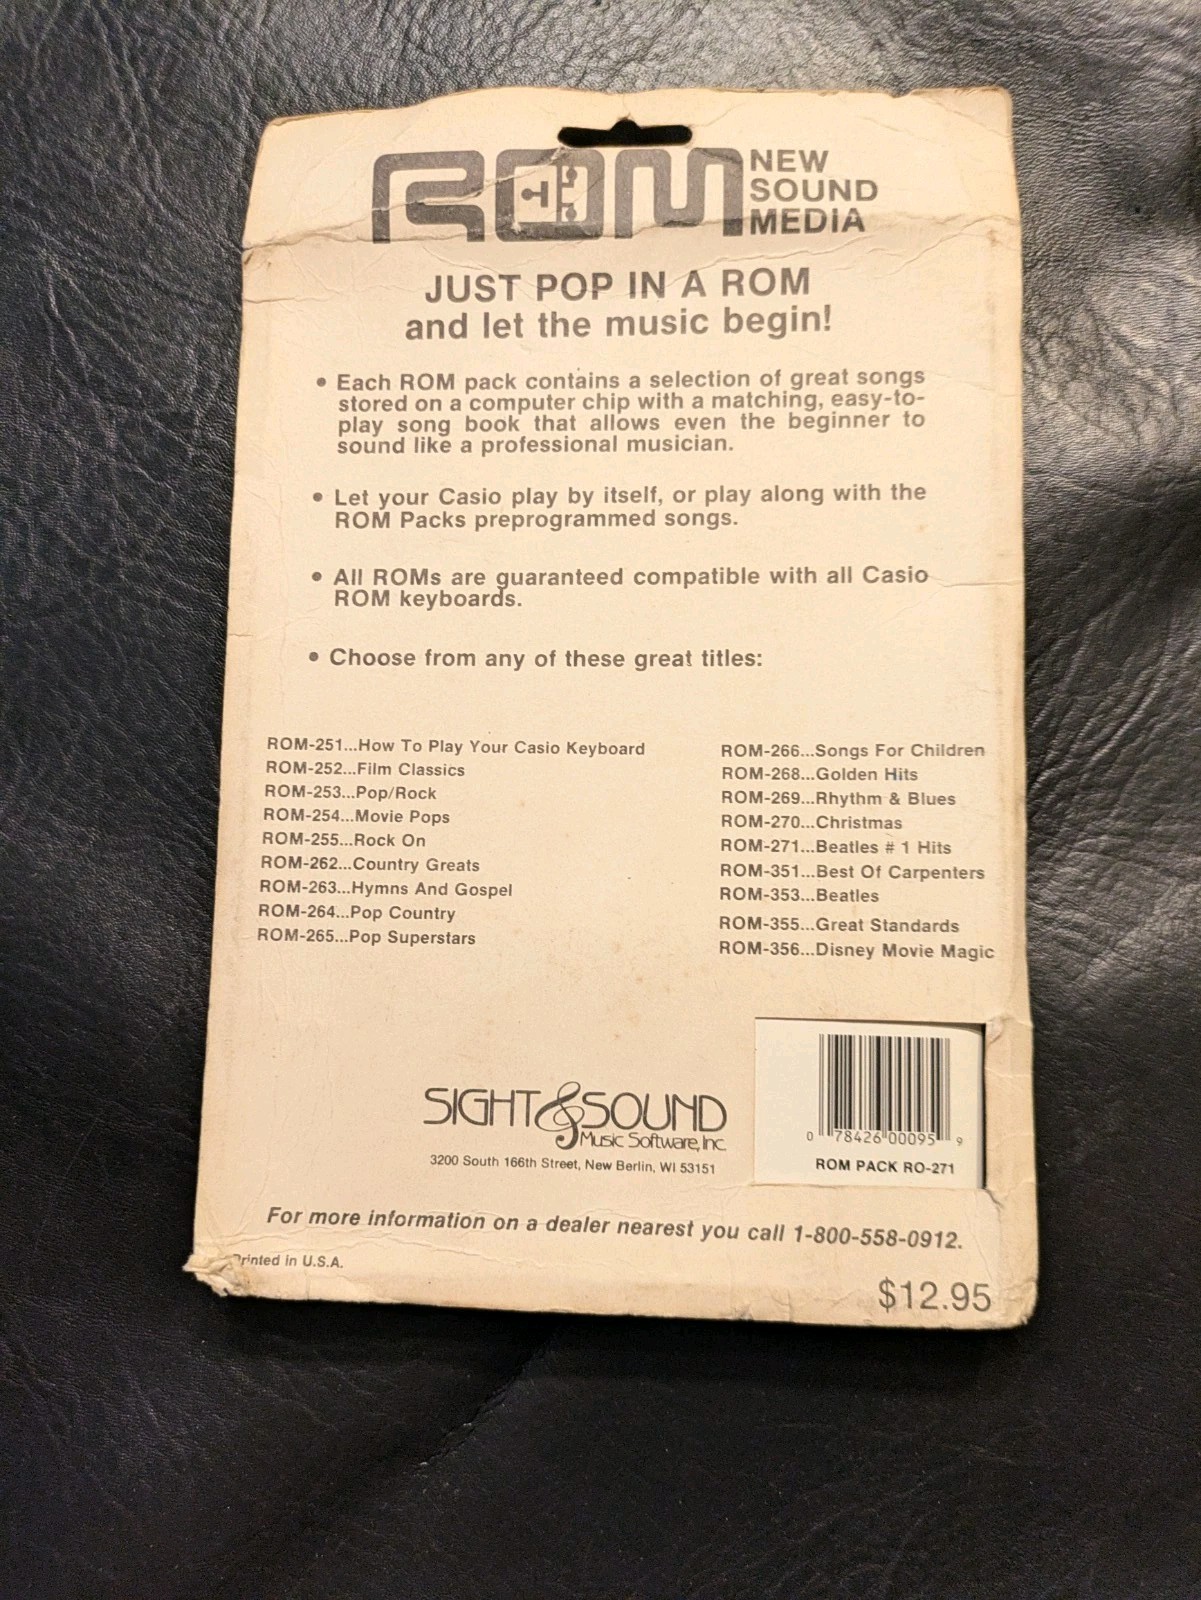 ROM NEW
SOUND
MEDIA
JUST POP IN A ROM
and let the music begin!
• Each ROM pack contains a selection of great songs
stored on a computer chip with a matching, easy-to-
play song book that allows even the beginner to
sound like a professional musician.
• Let your Casio play by itself, or play along with the
ROM Packs preprogrammed songs.
• All ROMs are guaranteed compatible with all Casio
ROM keyboards.
• Choose from any of these great titles:
ROM-251...How To Play Your Casio Keyboard
ROM-252...Film Classics
ROM-253...Pop/Rock
ROM-254...Movie Pops
ROM-255...Rock On
ROM-262...Country Greats
ROM-263...Hymns And Gospel
ROM-264...Pop Country
ROM-265...Pop Superstars
ROM-266...Songs For Children
ROM-268...Golden Hits
ROM-269...Rhythm & Blues
ROM-270...Christmas
ROM-271...Beatles # 1 Hits
ROM-351...Best Of Carpenters
ROM-353...Beatles
ROM-355...Great Standards
ROM-356...Disney Movie Magic
SIGHT & SOUND
Music Software, Inc.
3200 South 166th Street, New Berlin, WI 53151
0 78426 00095 9
ROM PACK RO-271
For more information on a dealer nearest you call 1-800-558-0912.
Printed in U.S.A.
$12.95